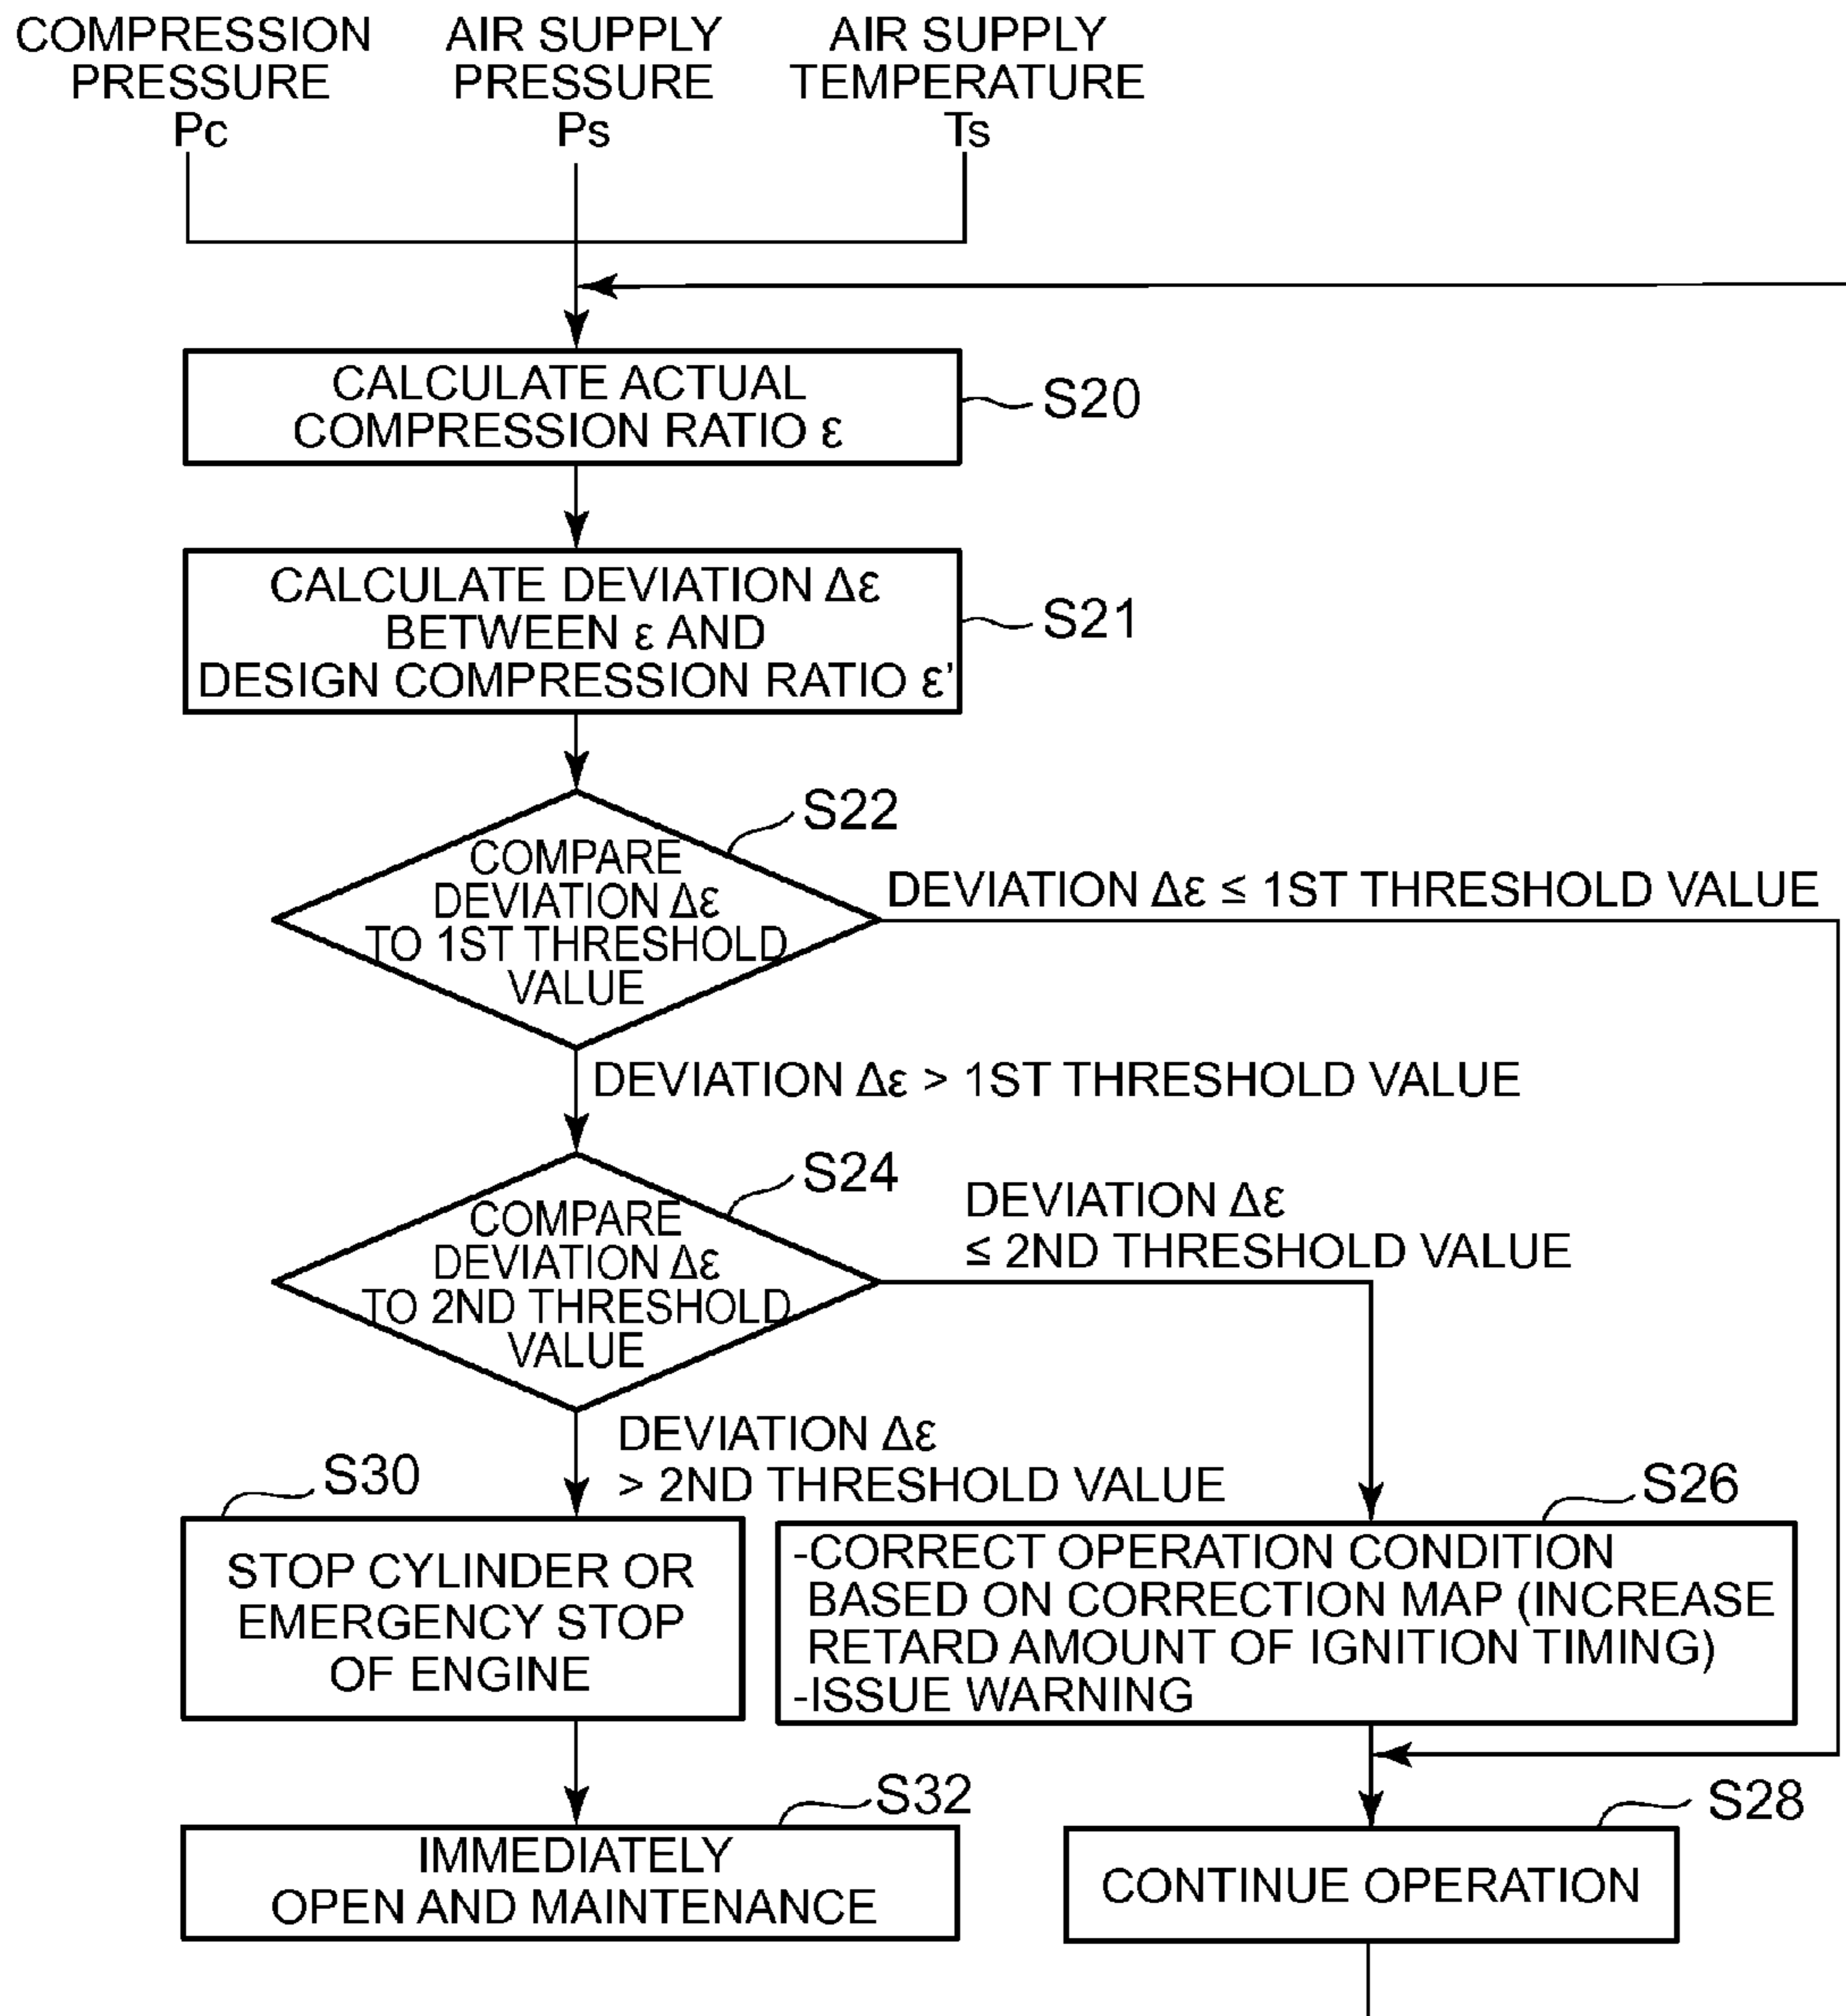 COMPRESSION
PRESSURE
Pc
AIR SUPPLY
PRESSURE
Ps
AIR SUPPLY
TEMPERATURE
Ts
CALCULATE ACTUAL
COMPRESSION RATIO ε
S20
CALCULATE DEVIATION Δε
BETWEEN ε AND
DESIGN COMPRESSION RATIO ε’
S21
S22
COMPARE
DEVIATION Δε
TO 1ST THRESHOLD
VALUE
DEVIATION Δε ≤ 1ST THRESHOLD VALUE
DEVIATION Δε > 1ST THRESHOLD VALUE
S24
COMPARE
DEVIATION Δε
TO 2ND THRESHOLD
VALUE
DEVIATION Δε
≤ 2ND THRESHOLD VALUE
DEVIATION Δε
> 2ND THRESHOLD VALUE
S30
STOP CYLINDER OR
EMERGENCY STOP
OF ENGINE
S26
-CORRECT OPERATION CONDITION
BASED ON CORRECTION MAP (INCREASE
RETARD AMOUNT OF IGNITION TIMING)
-ISSUE WARNING
S32
IMMEDIATELY
OPEN AND MAINTENANCE
S28
CONTINUE OPERATION